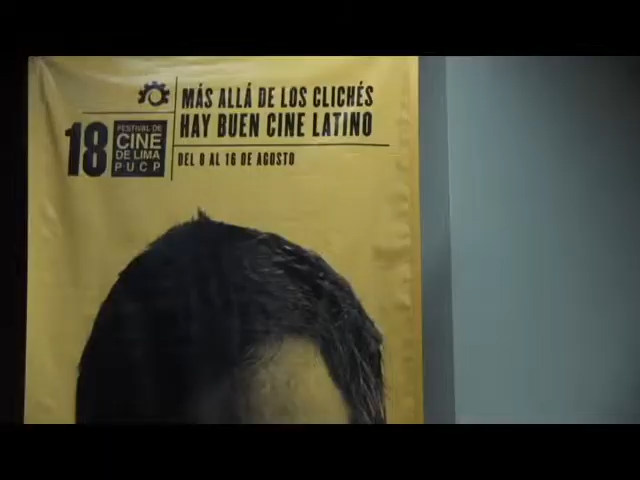 MÁS ALLÁ DE LOS CLICHÉS
HAY BUEN CINE LATINO
18
FESTIVAL DE
CINE
DE LIMA
PUCP
DEL 8 AL 16 DE AGOSTO